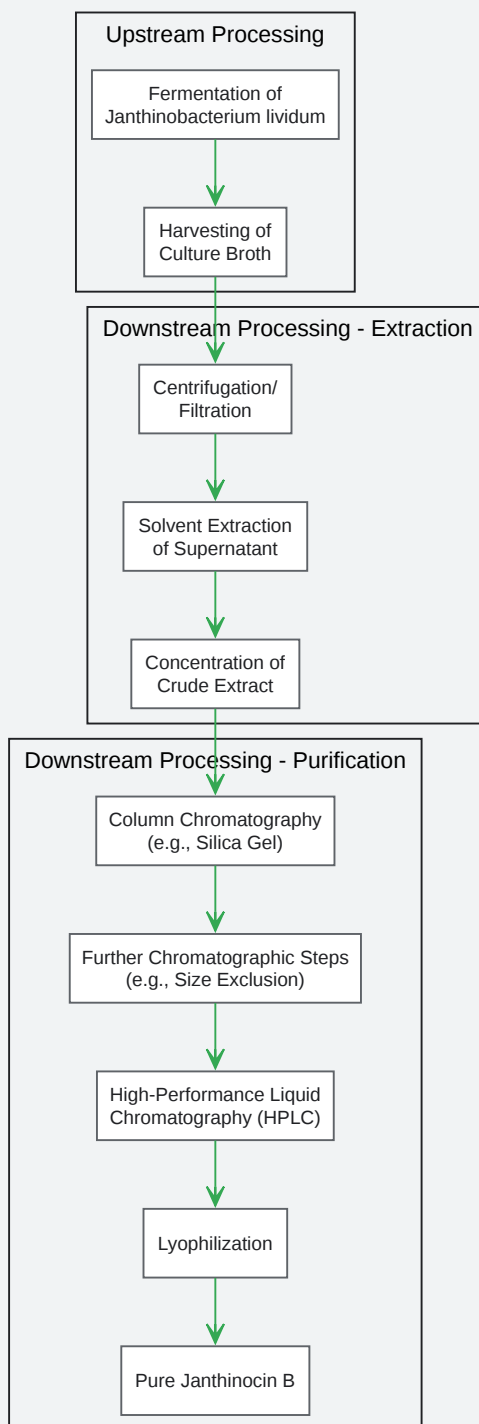 Upstream Processing
Fermentation of
Janthinobacterium lividum
Harvesting of
Culture Broth
Downstream Processing - Extraction
Centrifugation/
Filtration
Solvent Extraction
of Supernatant
Concentration of
Crude Extract
Downstream Processing - Purification
Column Chromatography
(e.g., Silica Gel)
Further Chromatographic Steps
(e.g., Size Exclusion)
High-Performance Liquid
Chromatography (HPLC)
Lyophilization
Pure Janthinocin B